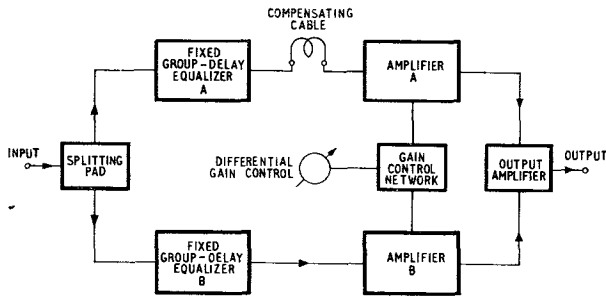 COMPENSATING
CABLE
FIXED
GROUP-DELAY
EQUALIZER
A
AMPLIFIER
A
INPUT
SPLITTING
PAD
DIFFERENTIAL
GAIN CONTROL
GAIN
CONTROL
NETWORK
OUTPUT
AMPLIFIER
OUTPUT
FIXED
GROUP-DELAY
EQUALIZER
B
AMPLIFIER
B